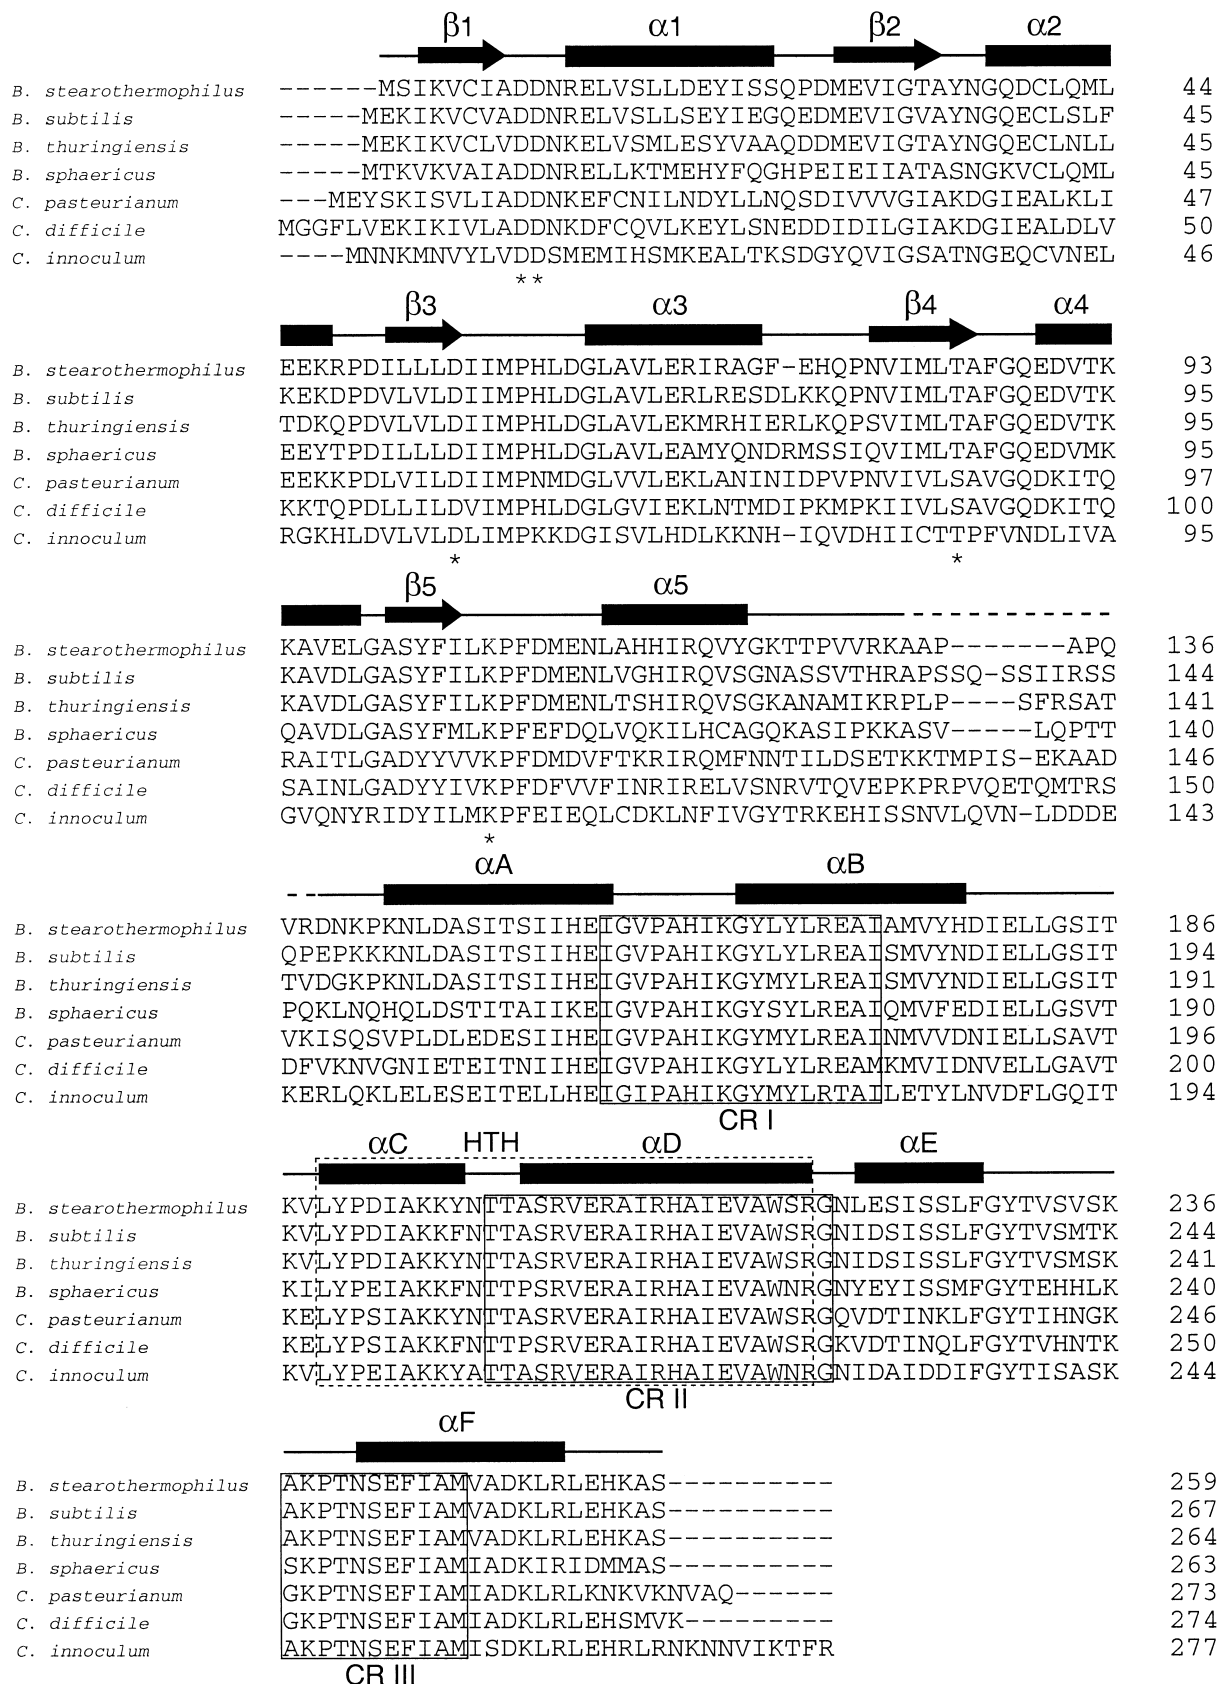 β1 α1 β2 α2
B. stearothermophilus ------MSIKVCIADDNRELVSLLDEYISSQPDMEVIGTAYNGQDCLQML 44
B. subtilis -----MEKIKVCVADDNRELVSLLSEYIEGQEDMEVIGVAYNGQECLSLF 45
B. thuringiensis -----MEKIKVCLVDDNKELVSMLESYVAAQDDMEVIGTAYNGQECLNLL 45
B. sphaericus -----MTKVKVAIADDNRELLKTMEHYFQGHPEIEIIATASNGKVCLQML 45
C. pasteurianum ---MEYSKISVLIADDNKEFCNILNDYLLNQSDIVVVGIAKDGIEALKLI 47
C. difficile MGGFLVEKIKIVLADDNKDFCQVLKEYLSNEDDIDILGIAKDGIEALDLV 50
C. innoculum ----MNNKMNVYLVDDSMEMIHSMKEALTKSDGYQVIGSATNGEQCVNEL 46
**
β3 α3 β4 α4
B. stearothermophilus EEKRPDILLLDIIMPHLDGLAVLERIRAGF-EHQPNVIMLTAFGQEDVTK 93
B. subtilis KEKDPDVLVLDIIMPHLDGLAVLERLRESDLKKQPNVIMLTAFGQEDVTK 95
B. thuringiensis TDKQPDVLVLDIIMPHLDGLAVLEKMRHIERLKQPSVIMLTAFGQEDVTK 95
B. sphaericus EEYTPDILLLDIIMPHLDGLAVLEAMYQNDRMSSIQVIMLTAFGQEDVMK 95
C. pasteurianum EEKKPDLVILDIIMPNMDGLVVLEKLANININIDPVPNVIVLSAVGQDKITQ 97
C. difficile KKTQPDLLILDVIMPHLDGLGVIEKLNTMDIPKMPKIIVLSAVGQDKITQ 100
C. innoculum RGKHLDVLVLDLIMPKKDGISVLHDLKKNH-IQVDHIICTTPFVNDLIVA 95
* *
β5 α5
B. stearothermophilus KAVELGASYFILKPFDMENLAHHIRQVYGKTTPVVRKAAP-------APQ 136
B. subtilis KAVDLGASYFILKPFDMENLVGHIRQVSGNASSVTHRAPSSQ-SSIIRSS 144
B. thuringiensis KAVDLGASYFILKPFDMENLTSHIRQVSGKANAMIKRPLP----SFRSAT 141
B. sphaericus QAVDLGASYFMLKPFEFDQLVQKILHCAGQKASIPKKASV-----LQPTT 140
C. pasteurianum RAITLGADYYVVKPFDMDVFTKRIRQMFNNTILDSETKKTMPIS-EKAAD 146
C. difficile SAINLGADYYIVKPFDFVVFINRIRELVSNRVTQVEPKPRPVQETQMTRS 150
C. innoculum GVQNYRIDYYILMKPFEIEQLCDKLNFIVGYTRKEHISSNVLQVN-LDDDE 143
*
αA αB
B. stearothermophilus VRDNKPKNLDASITSIIHEIGVPAHIKGYLYLREAIAMVYHDIELLGSIT 186
B. subtilis QPEPKKKNLDASITSIIHEIGVPAHIKGYLYLREAISMVYNDIELLGSIT 194
B. thuringiensis TVDGKPKNLDASITSIIHEIGVPAHIKGYMYLREAISMVYNDIELLGSIT 191
B. sphaericus PQKLNQHQLDSTITAIIKEIGVPAHIKGYSYLREAIQMVFEDIELLGSVT 190
C. pasteurianum VKISQSVPLDLEDESIIHEIGVPAHIKGYMYLREAINMVVDNIELLSAVT 196
C. difficile DFVKNVGNIETEITNIIHEIGVPAHIKGYLYLREAMKMVIDNVELLGAVT 200
C. innoculum KERLQKLELESEITELLHEIGIPAHIKGYMYLRTAILETYLNVDFLGQIT 194
CR I
αC HTH αD αE
B. stearothermophilus KVLYPDIAKKYNTTASRVERAIRHAIEVAWSRGNLESISSLFGYTVSVSK 236
B. subtilis KVLYPDIAKKFNTTASRVERAIRHAIEVAWSRGNIDSISSLFGYTVSMTK 244
B. thuringiensis KVLYPDIAKKYNTTASRVERAIRHAIEVAWSRGNIDSISSLFGYTVSMSK 241
B. sphaericus KILYPEIAKKFNTTPSRVERAIRHAIEVAWNRGNYEYISSMFGYTEHHLK 240
C. pasteurianum KELYPSIAKKYNTTASRVERAIRHAIEVAWSRGQVDTINKLFGYTIHNGK 246
C. difficile KELYPSIAKKFNTTPSRVERAIRHAIEVAWSRGKVDTINQLFGYTVHNTK 250
C. innoculum KVLYPEIAKKYATTASRVERAIRHAIEVAWNRGNIDAIDDIFGYTISASK 244
CR II
αF
B. stearothermophilus AKPTNSEFIAMVADKLRLEHKAS---------- 259
B. subtilis AKPTNSEFIAMVADKLRLEHKAS---------- 267
B. thuringiensis AKPTNSEFIAMVADKLRLEHKAS---------- 264
B. sphaericus SKPTNSEFIAMIADKIRIDMMAS---------- 263
C. pasteurianum GKPTNSEFIAMIADKLRLKNKVKNVAQ------ 273
C. difficile GKPTNSEFIAMIADKLRLEHSMVK--------- 274
C. innoculum AKPTNSEFIAMISDKLRLEHRLRNKNNVIKTFR 277
CR III